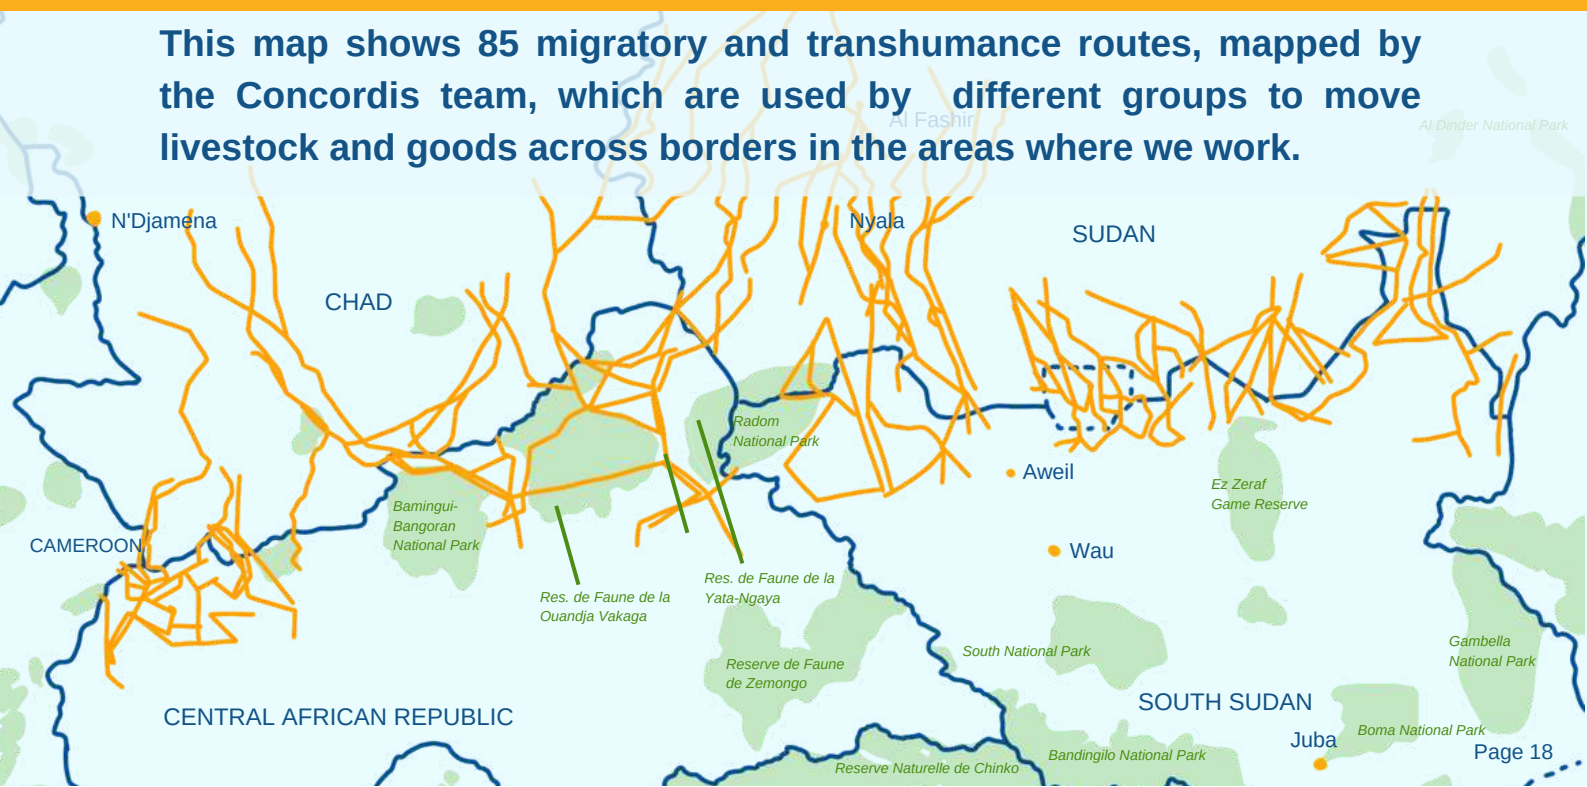 This map shows 85 migratory and transhumance routes, mapped by
the Concordis team, which are used by different groups to move
livestock and goods across borders in the areas where we work.
Al Fashir
Al Dinder National Park
N'Djamena
Nyala
SUDAN
CHAD
Radom
National Park
Aweil
Ez Zeraf
Game Reserve
Bamingui-
Bangoran
National Park
CAMEROON
Wau
Res. de Faune de la
Yata-Ngaya
Res. de Faune de la
Ouandja Vakaga
Gambella
National Park
South National Park
Reserve de Faune
de Zemongo
SOUTH SUDAN
CENTRAL AFRICAN REPUBLIC
Boma National Park
Juba
Page 18
Bandingilo National Park
Reserve Naturelle de Chinko